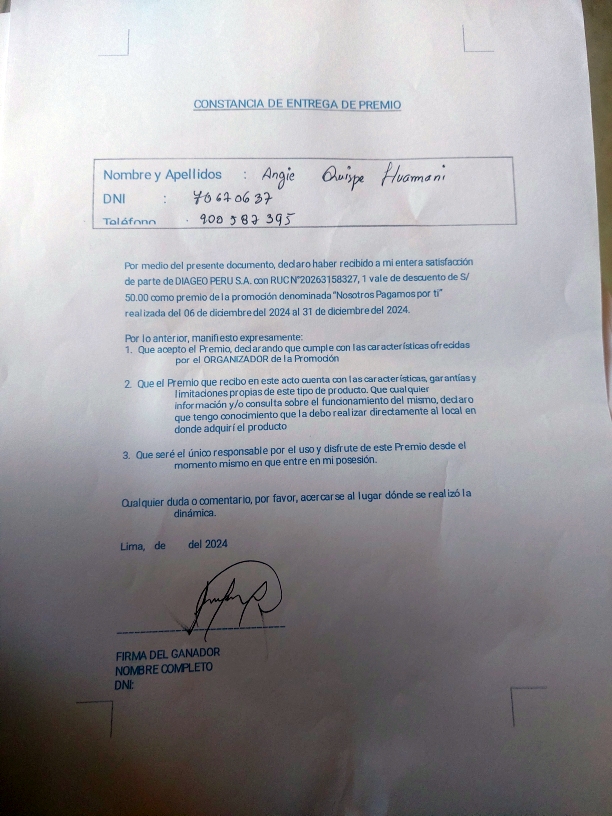 CONSTANCIA DE ENTREGA DE PREMIO
Nombre y Apellidos : Angie Quispe Huamani
DNI : 70670637
Teléfono : 900 587 395
Por medio del presente documento, declaro haber recibido a mi entera satisfacción
de parte de DIAGEO PERU S.A. con RUC N°20263158327, 1 vale de descuento de S/
50.00 como premio de la promoción denominada "Nosotros Pagamos por ti"
realizada del 06 de diciembre del 2024 al 31 de diciembre del 2024.
Por lo anterior, manifiesto expresamente:
1. Que acepto el Premio, declarando que cumple con las características ofrecidas
por el ORGANIZADOR de la Promoción
2. Que el Premio que recibo en este acto cuenta con las características, garantías y
limitaciones propias de este tipo de producto. Que cualquier
información y/o consulta sobre el funcionamiento del mismo, declaro
que tengo conocimiento que la debo realizar directamente al local en
donde adquirí el producto
3. Que seré el único responsable por el uso y disfrute de este Premio desde el
momento mismo en que entre en mi posesión.
Cualquier duda o comentario, por favor, acercarse al lugar dónde se realizó la
dinámica.
Lima, de del 2024
FIRMA DEL GANADOR
NOMBRE COMPLETO
DNI: